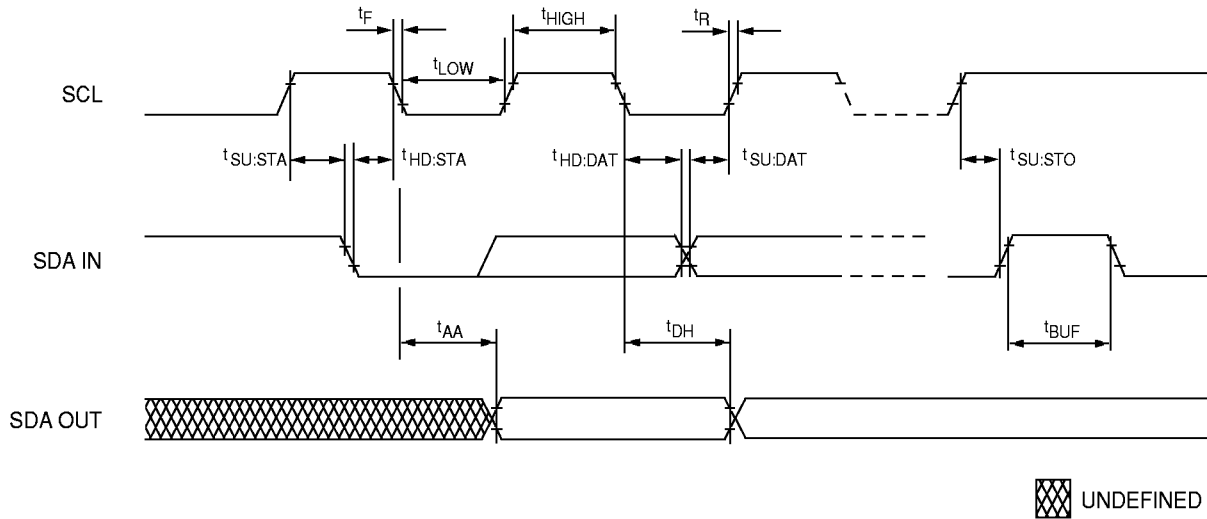 tF
tHIGH
tR
tLOW
SCL
tSU:STA
tHD:STA
tHD:DAT
tSU:DAT
tSU:STO
SDA IN
tAA
tDH
tBUF
SDA OUT
UNDEFINED